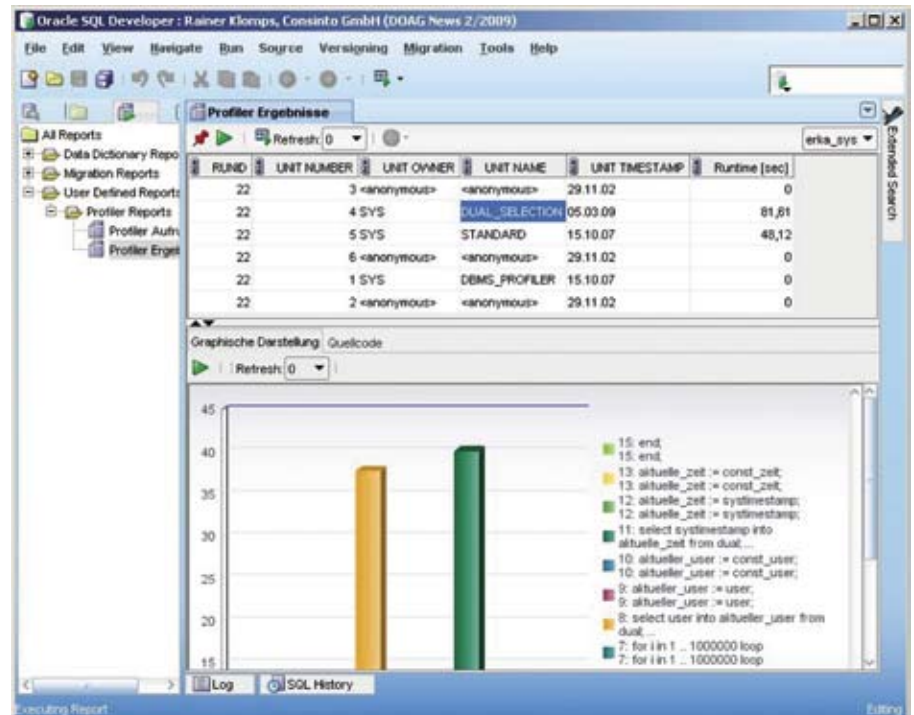 Oracle SQL Developer : Rainer Klomps, Consinto GmbH (DOAG News 2/2009)
File Edit View Navigate Run Source Versioning Migration Tools Help
Profiler Ergebnisse
Refresh: 0
erka_sys
All Reports
Data Dictionary Repo
Migration Reports
User Defined Reports
Profiler Reports
Profiler Aufru
Profiler Ergeb
RUNID UNIT NUMBER UNIT OWNER UNIT NAME UNIT TIMESTAMP Runtime [sec]
22 3 <anonymous> <anonymous> 29.11.02 0
22 4 SYS DUAL_SELECTION 05.03.09 81,81
22 5 SYS STANDARD 15.10.07 48,12
22 6 <anonymous> <anonymous> 29.11.02 0
22 1 SYS DBMS_PROFILER 15.10.07 0
22 2 <anonymous> <anonymous> 29.11.02 0
Extended Search
Graphische Darstellung Quellcode
Refresh: 0
45
40
35
30
25
20
15
15: end;
15: end;
13: aktuelle_zeit := const_zeit;
13: aktuelle_zeit := const_zeit;
12: aktuelle_zeit := systimestamp;
12: aktuelle_zeit := systimestamp;
11: select systimestamp into
aktuelle_zeit from dual;...
10: aktueller_user := const_user;
10: aktueller_user := const_user;
9: aktueller_user := user;
9: aktueller_user := user;
8: select user into aktueller_user from
dual;...
7: for i in 1 .. 1000000 loop
7: for i in 1 .. 1000000 loop
Log SQL History
Executing Report Editing